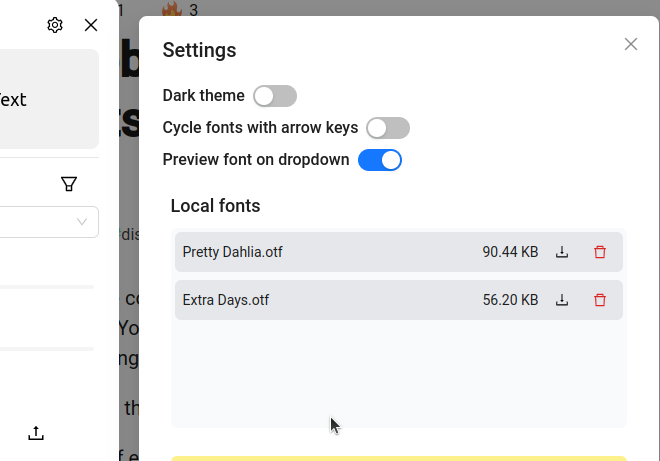 1 3
Settings
Dark theme
Cycle fonts with arrow keys
Preview font on dropdown
Local fonts
Pretty Dahlia.otf 90.44 KB
Extra Days.otf 56.20 KB